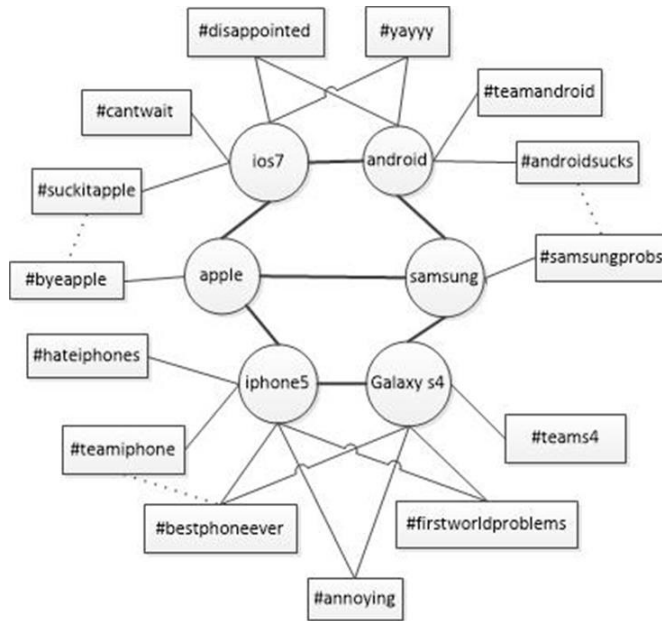 #disappointed
#yayyy
#cantwait
#teamandroid
ios7
android
#suckitapple
#androidsucks
#byeapple
apple
samsung
#samsungprobs
#hateiphones
iphone5
Galaxy s4
#teamiphone
#teams4
#bestphoneever
#firstworldproblems
#annoying